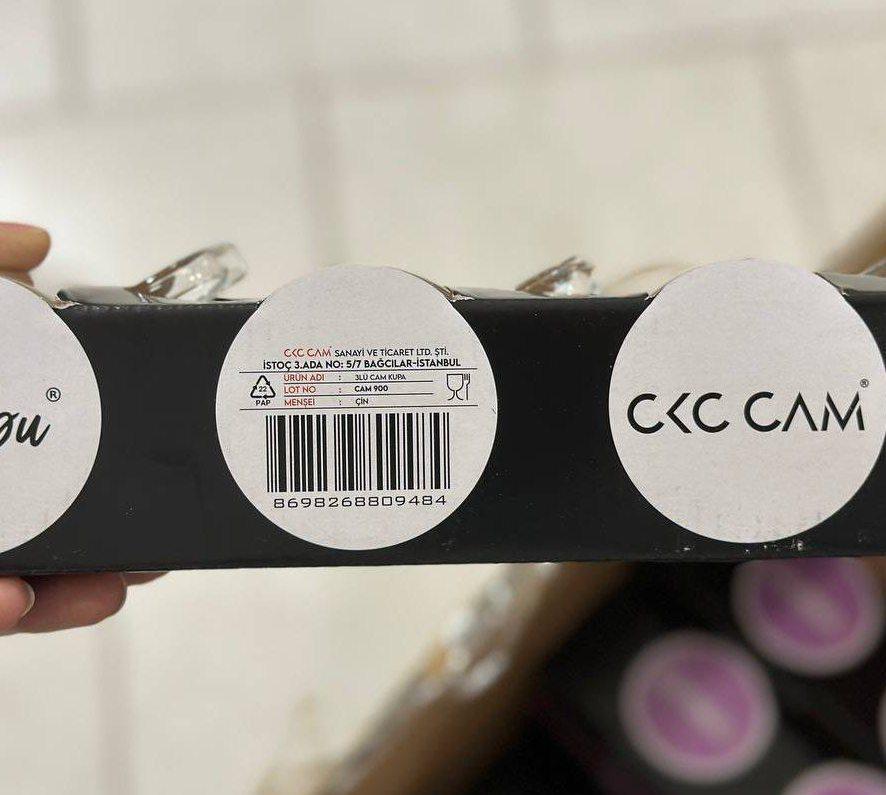 CKC CAM SANAYİ VE TİCARET LTD. ŞTİ.
İSTOÇ 3.ADA NO: 5/7 BAĞCILAR-İSTANBUL
ÜRÜN ADI : 3LÜ CAM KUPA
LOT NO : CAM 900
MENŞEİ : ÇİN
22
PAP
8698268809484
CKC CAM®